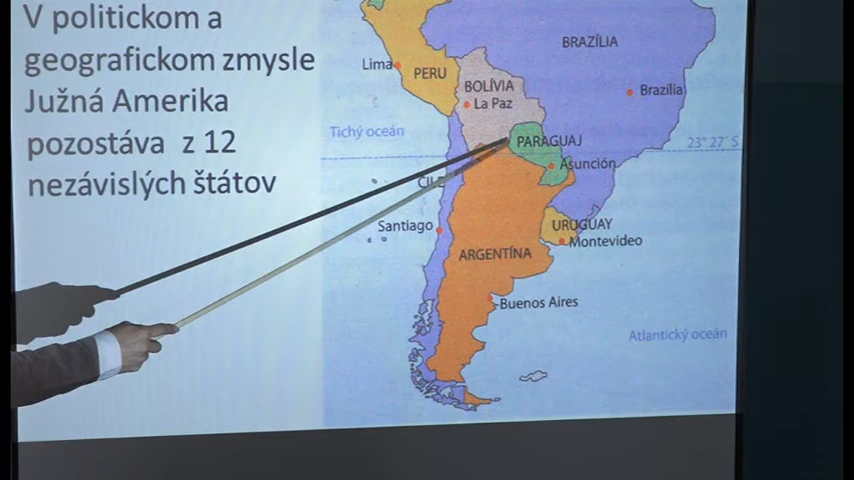 V politickom a
geografickom zmysle
Južná Amerika
pozostáva z 12
nezávislých štátov
BRAZÍLIA
Lima
PERU
BOLÍVIA
La Paz
Brazília
Tichý oceán
PARAGUAJ
23° 27' S
Asunción
ČILE
Santiago
URUGUAY
Montevideo
ARGENTÍNA
Buenos Aires
Atlantický oceán